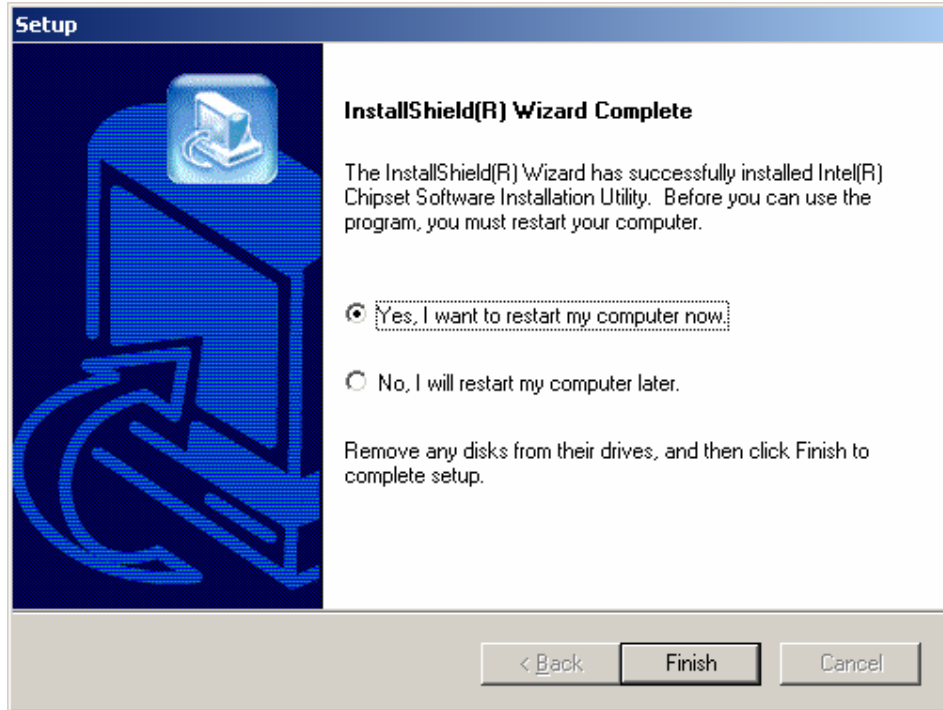 Setup
InstallShield(R) Wizard Complete
The InstallShield(R) Wizard has successfully installed Intel(R)
Chipset Software Installation Utility.  Before you can use the
program, you must restart your computer.
Yes, I want to restart my computer now.
No, I will restart my computer later.
Remove any disks from their drives, and then click Finish to
complete setup.
< Back
Finish
Cancel